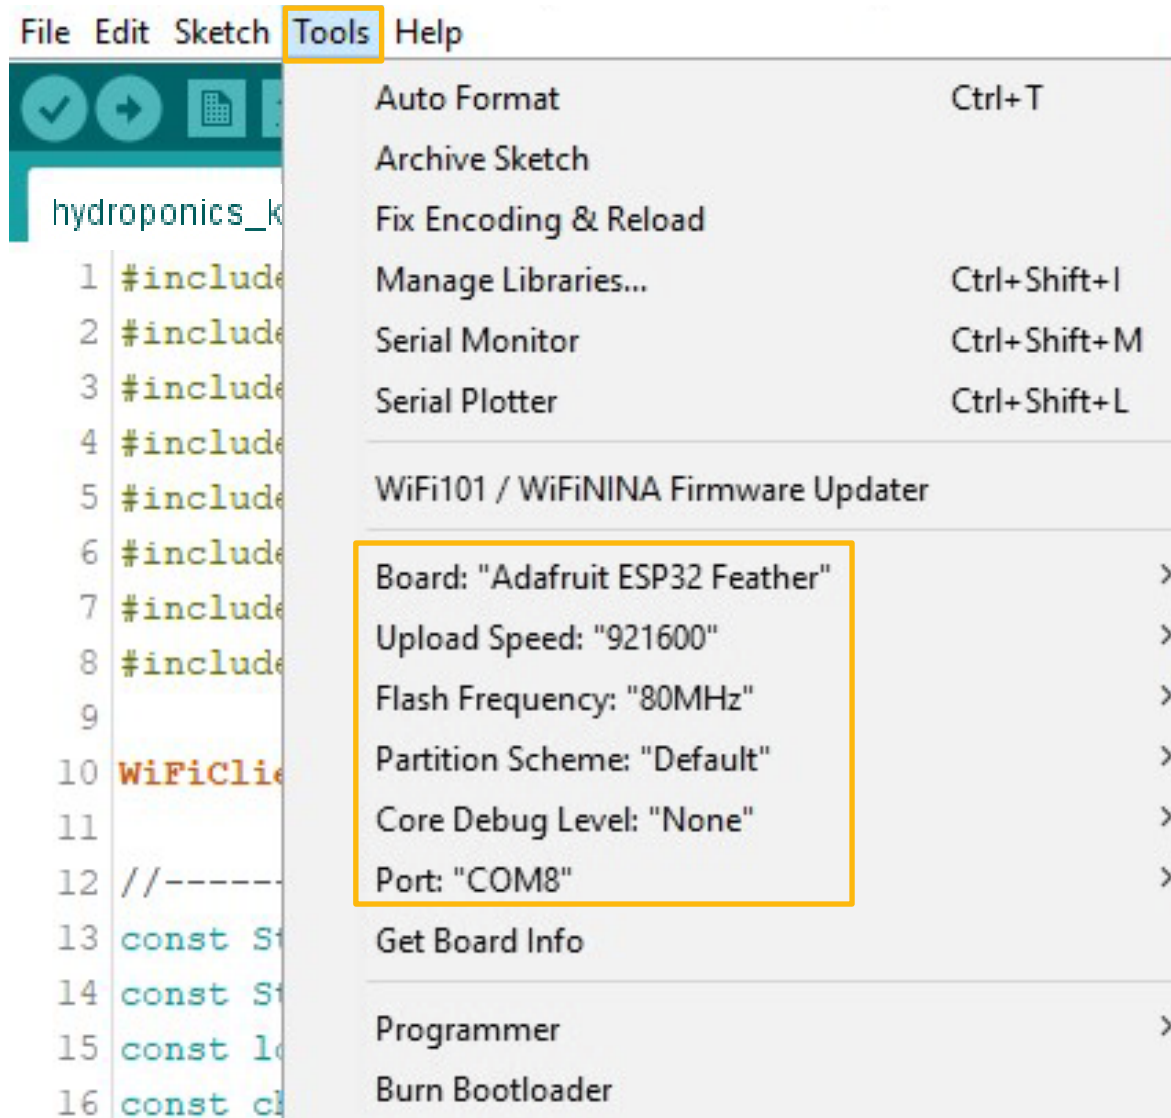 File Edit Sketch Tools Help
Auto Format Ctrl+T
Archive Sketch
hydroponics_k
Fix Encoding & Reload
1 #include
Manage Libraries... Ctrl+Shift+I
2 #include
Serial Monitor Ctrl+Shift+M
3 #include
Serial Plotter Ctrl+Shift+L
4 #include
5 #include
WiFi101 / WiFiNINA Firmware Updater
6 #include
Board: "Adafruit ESP32 Feather"
7 #include
Upload Speed: "921600"
8 #include
Flash Frequency: "80MHz"
9
Partition Scheme: "Default"
10 WiFiClie
Core Debug Level: "None"
11
12 //------
Port: "COM8"
13 const St
Get Board Info
14 const St
Programmer
15 const lo
Burn Bootloader
16 const ch